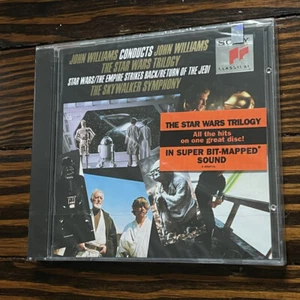 JOHN WILLIAMS CONDUCTS JOHN WILLIAMS
THE STAR WARS TRILOGY
STAR WARS/THE EMPIRE STRIKES BACK/RETURN OF THE JEDI
THE SKYWALKER SYMPHONY
THE STAR WARS TRILOGY
All the hits
on one great disc!
IN SUPER BIT-MAPPED
SOUND